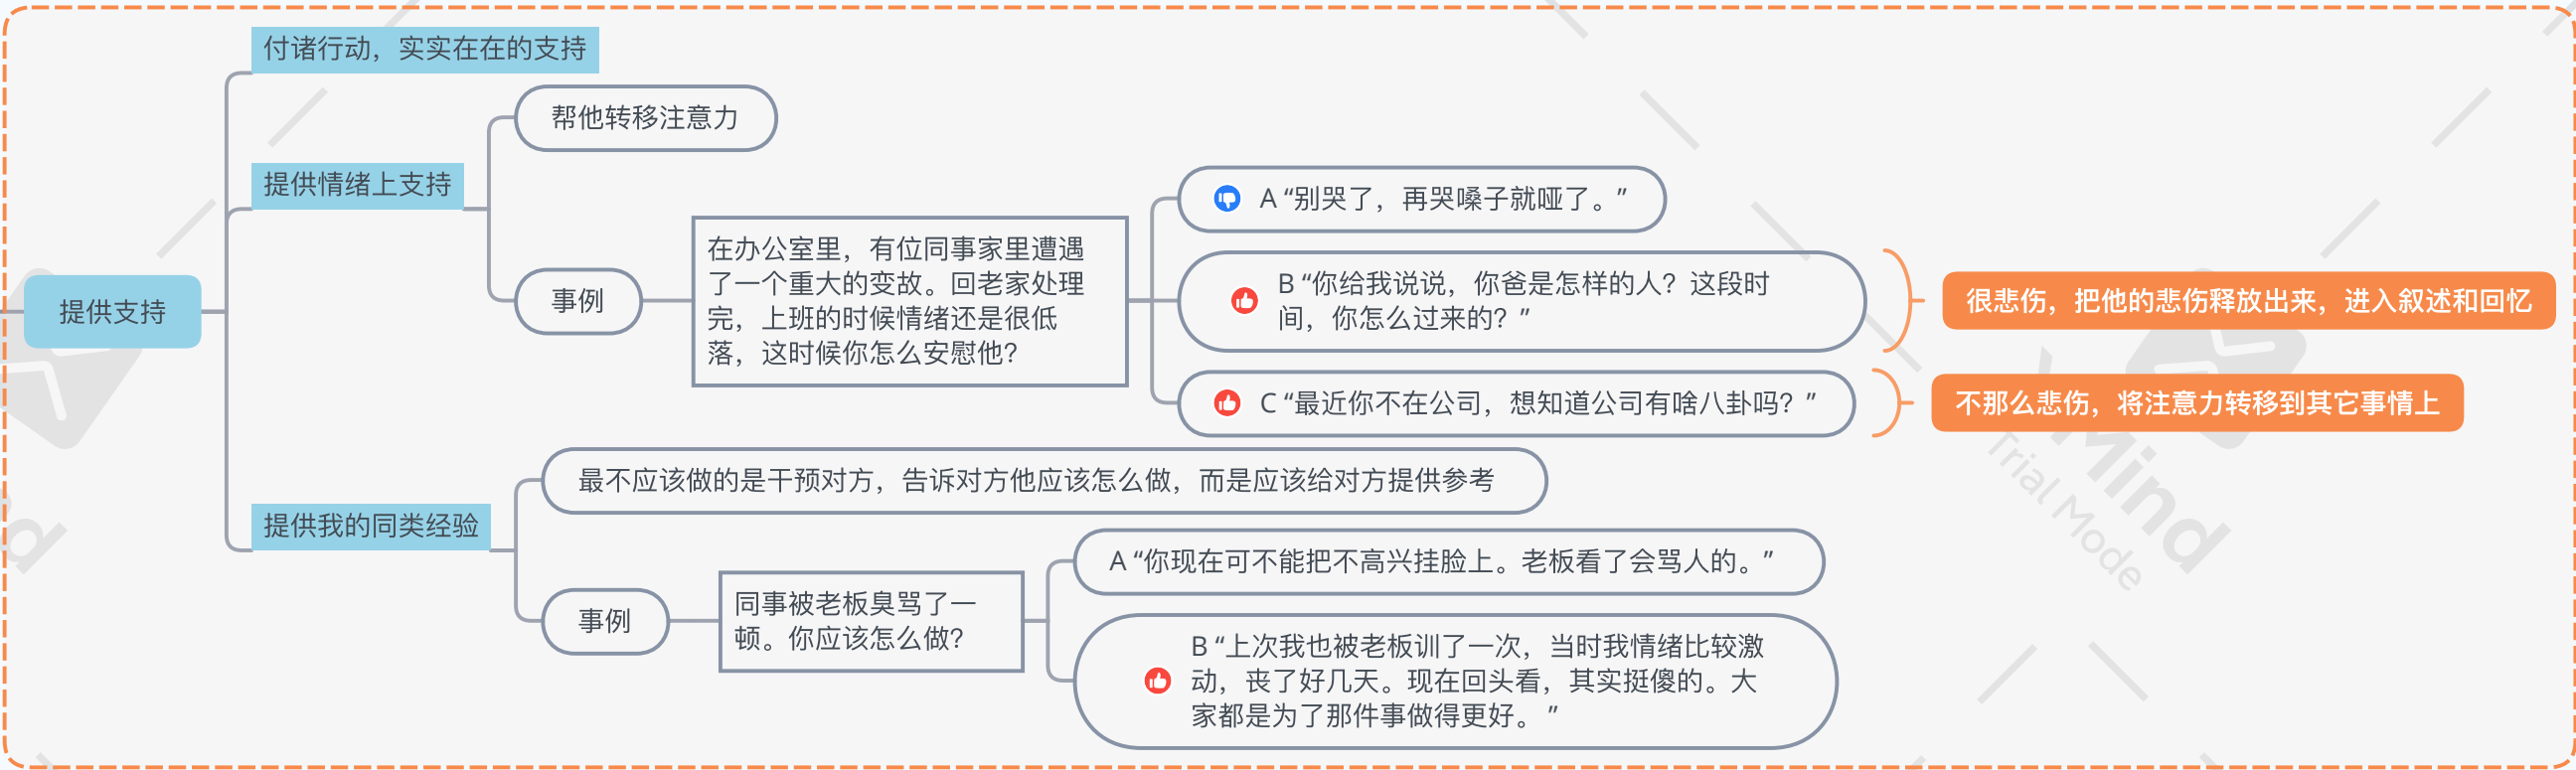 付诸行动，实实在在的支持
帮他转移注意力
提供情绪上支持
A “别哭了，再哭嗓子就哑了。”
在办公室里，有位同事家里遭遇
了一个重大的变故。回老家处理
完，上班的时候情绪还是很低
落，这时候你怎么安慰他？
B “你给我说说，你爸是怎样的人？这段时
间，你怎么过来的？”
很悲伤，把他的悲伤释放出来，进入叙述和回忆
事例
提供支持
C “最近你不在公司，想知道公司有啥八卦吗？”
不那么悲伤，将注意力转移到其它事情上
最不应该做的是干预对方，告诉对方他应该怎么做，而是应该给对方提供参考
提供我的同类经验
A “你现在可不能把不高兴挂脸上。老板看了会骂人的。”
事例
同事被老板臭骂了一
顿。你应该怎么做？
B “上次我也被老板训了一次，当时我情绪比较激
动，丧了好几天。现在回头看，其实挺傻的。大
家都是为了那件事做得更好。”
XMind
Trial Mode